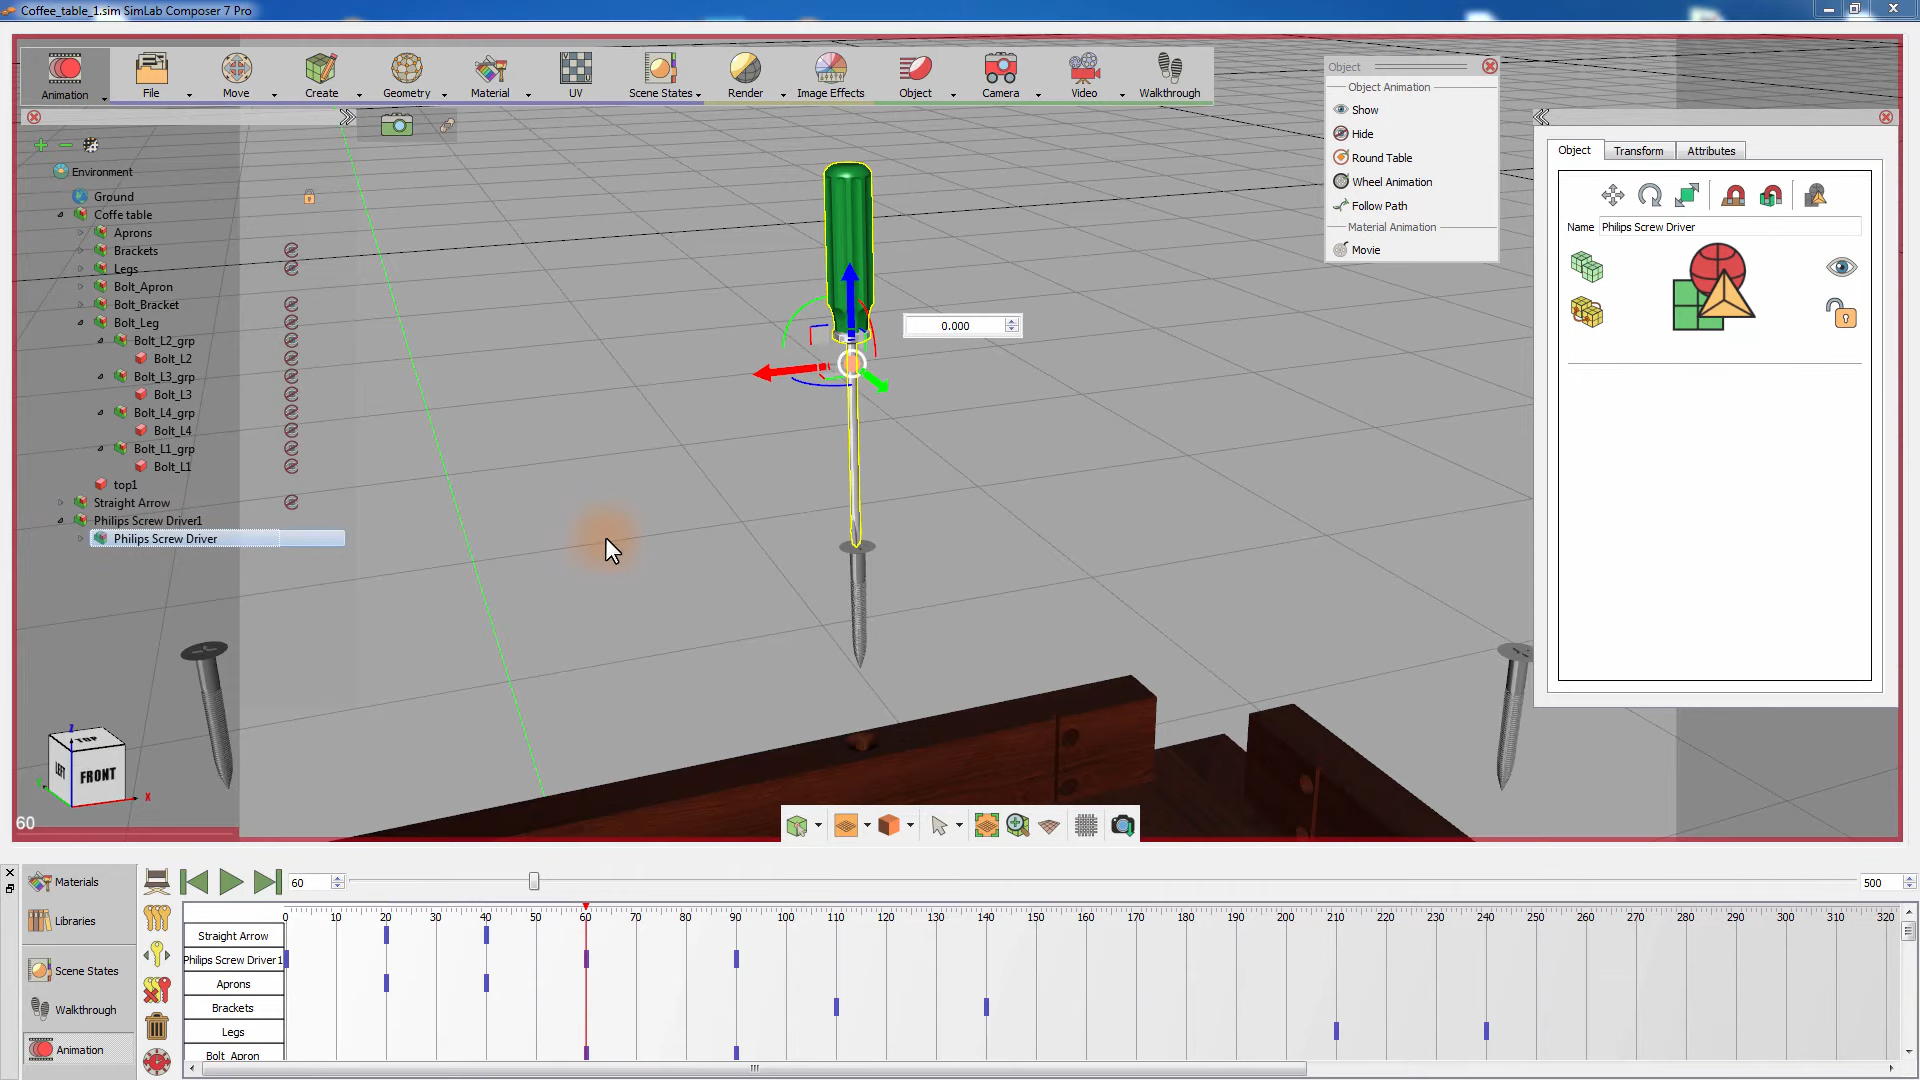 Coffee_table_1.sim SimLab Composer 7 Pro
Animation File Move Create Geometry Material UV Scene States Render Image Effects Object Camera Video Walkthrough
Object
Object Animation
Show
Hide
Round Table
Wheel Animation
Follow Path
Material Animation
Movie
Object Transform Attributes
Name Philips Screw Driver
Environment
Ground
Coffe table
Aprons
Brackets
Legs
Bolt_Apron
Bolt_Bracket
Bolt_Leg
Bolt_L2_grp
Bolt_L2
Bolt_L3_grp
Bolt_L3
Bolt_L4_grp
Bolt_L4
Bolt_L1_grp
Bolt_L1
top1
Straight Arrow
Philips Screw Driver1
Philips Screw Driver
0.000
Z
TOP
LEFT FRONT
X
60
Materials
Libraries
Scene States
Walkthrough
Animation
60 500
0 10 20 30 40 50 60 70 80 90 100 110 120 130 140 150 160 170 180 190 200 210 220 230 240 250 260 270 280 290 300 310 320
Straight Arrow
Philips Screw Driver1
Aprons
Brackets
Legs
Bolt_Apron